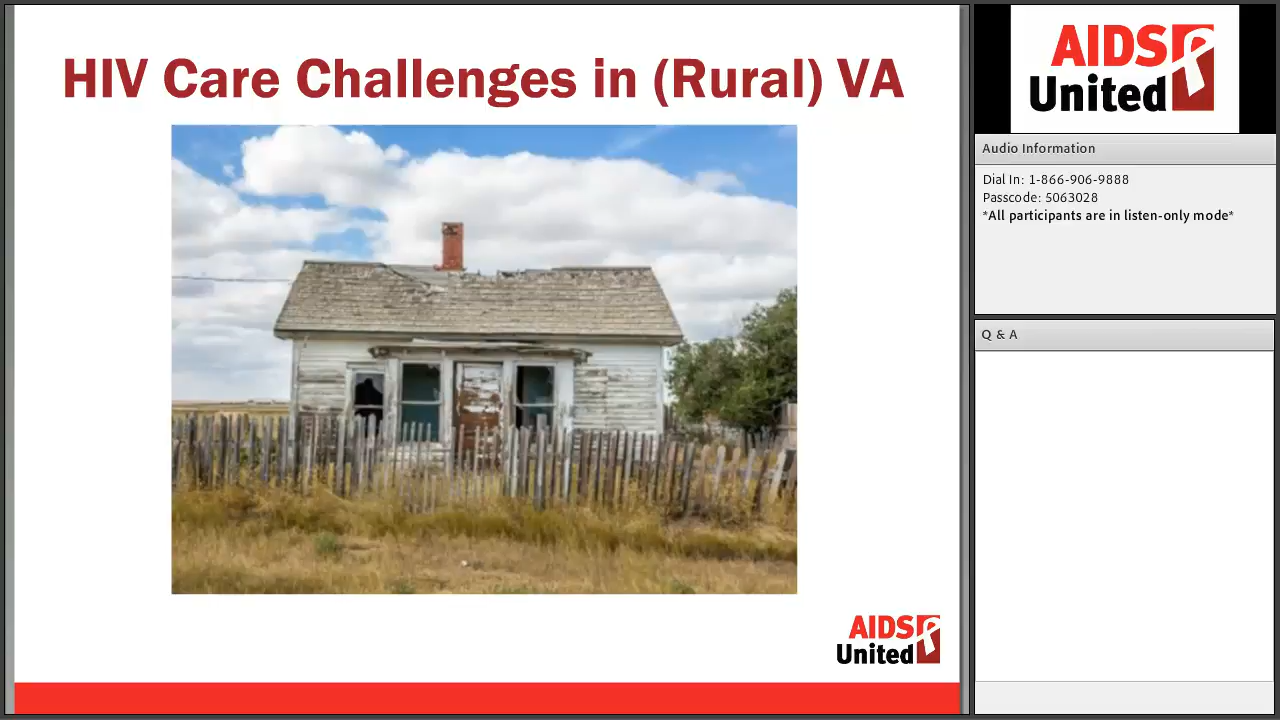 HIV Care Challenges in (Rural) VA
AIDS
United
AIDS
United
Audio Information
Dial In: 1-866-906-9888
Passcode: 5063028
*All participants are in listen-only mode*
Q & A